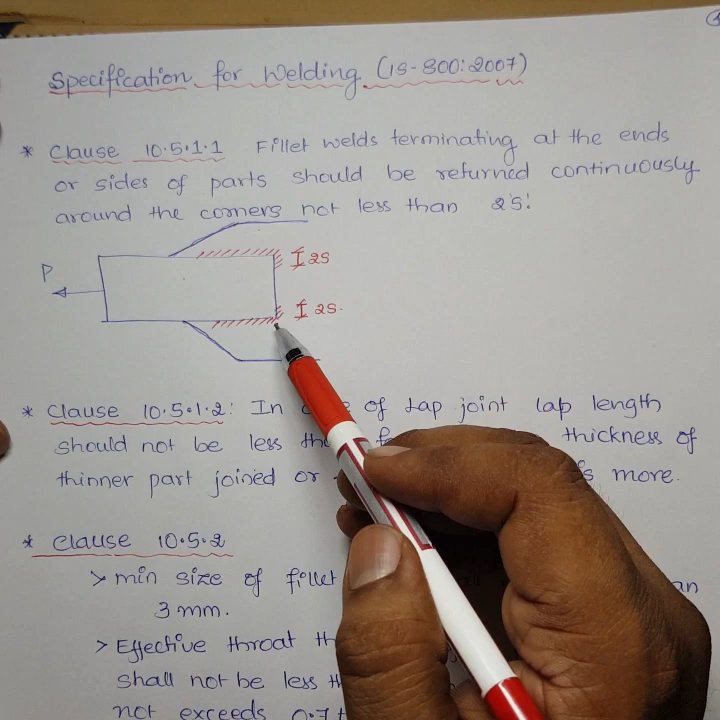 Specification for Welding (IS-800:2007)
* Clause 10.5.1.1 Fillet welds terminating at the ends
or sides of parts should be returned continuously
around the corners not less than 2's'.
I 2s
P
I 2s.
* Clause 10.5.1.2: In of Lap joint lap length
should not be less thickness of
thinner part joined or more.
* Clause 10.5.2
> min size of fillet
3 mm.
> Effective throat
shall not be less
not exceeds 0.7t